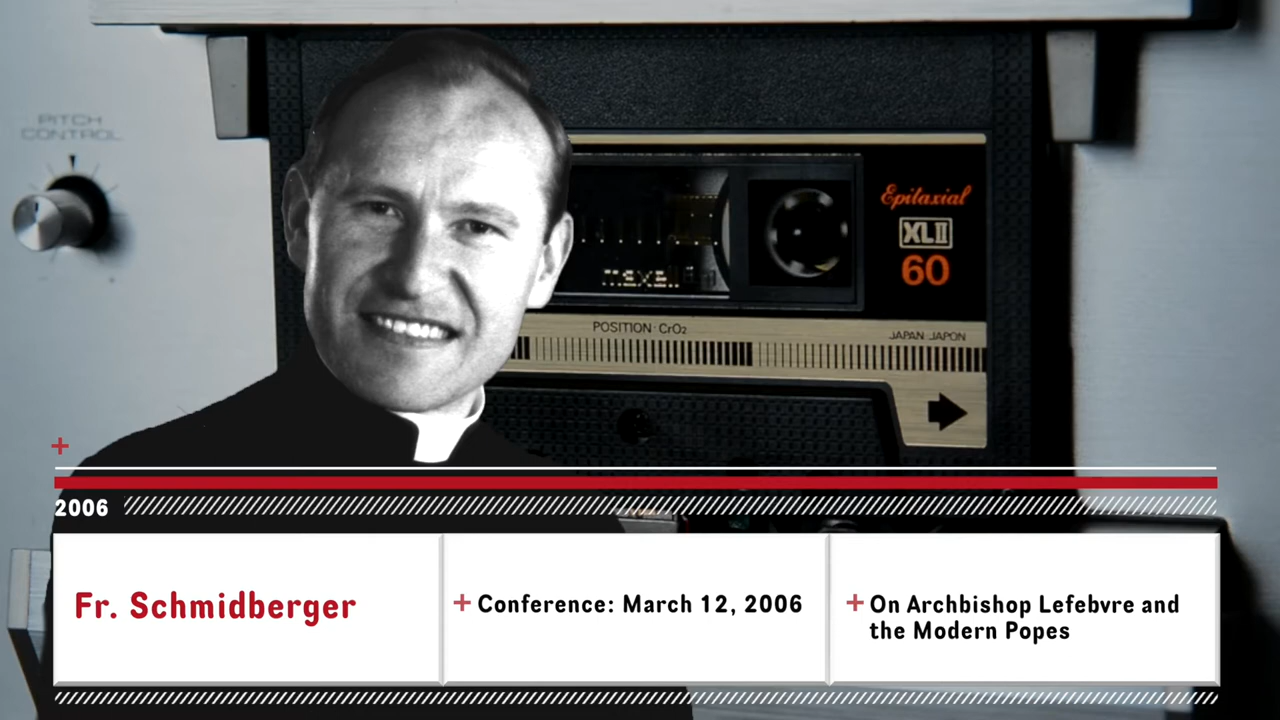 PITCH
CONTROL
Epitaxial
XLII
60
maxell
POSITION·CrO₂
JAPAN·JAPON
2006
Fr. Schmidberger
Conference: March 12, 2006
On Archbishop Lefebvre and
the Modern Popes